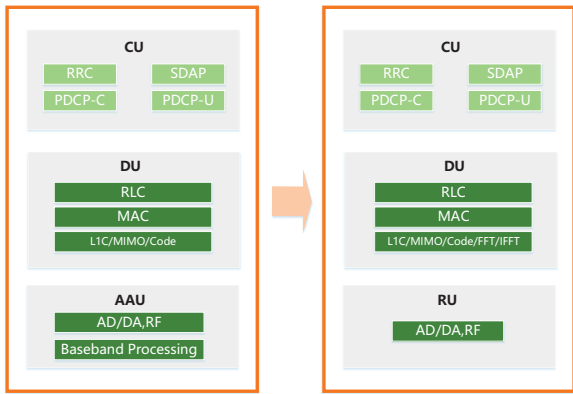 CU
RRC SDAP
PDCP-C PDCP-U
DU
RLC
MAC
L1C/MIMO/Code
AAU
AD/DA,RF
Baseband Processing
CU
RRC SDAP
PDCP-C PDCP-U
DU
RLC
MAC
L1C/MIMO/Code/FFT/IFFT
RU
AD/DA,RF